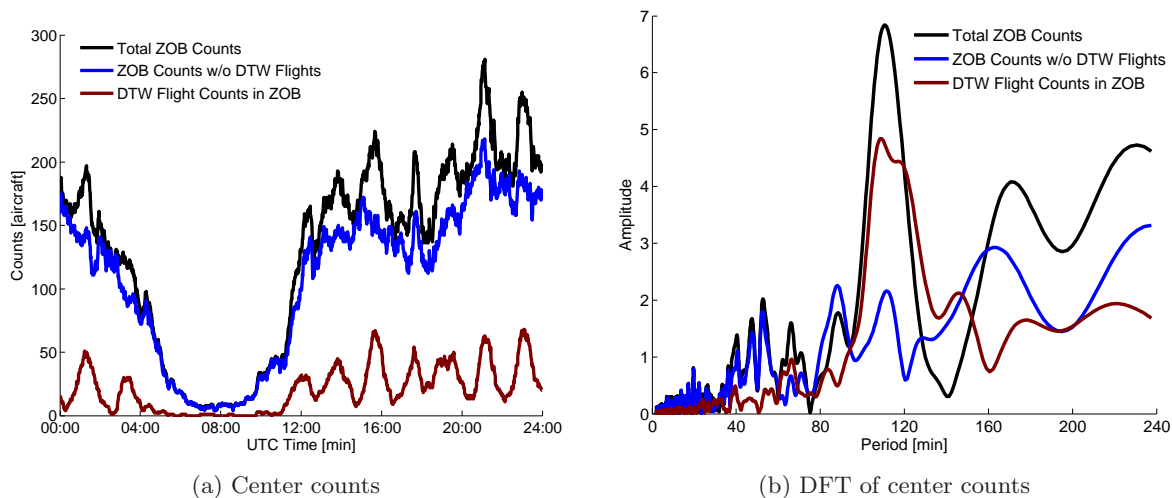 300
250
200
150
100
50
0
Counts [aircraft]
Total ZOB Counts
ZOB Counts w/o DTW Flights
DTW Flight Counts in ZOB
00:00 04:00 08:00 12:00 16:00 20:00 24:00
UTC Time [min]
(a) Center counts
7
6
5
4
3
2
1
0
Amplitude
Total ZOB Counts
ZOB Counts w/o DTW Flights
DTW Flight Counts in ZOB
0 40 80 120 160 200 240
Period [min]
(b) DFT of center counts